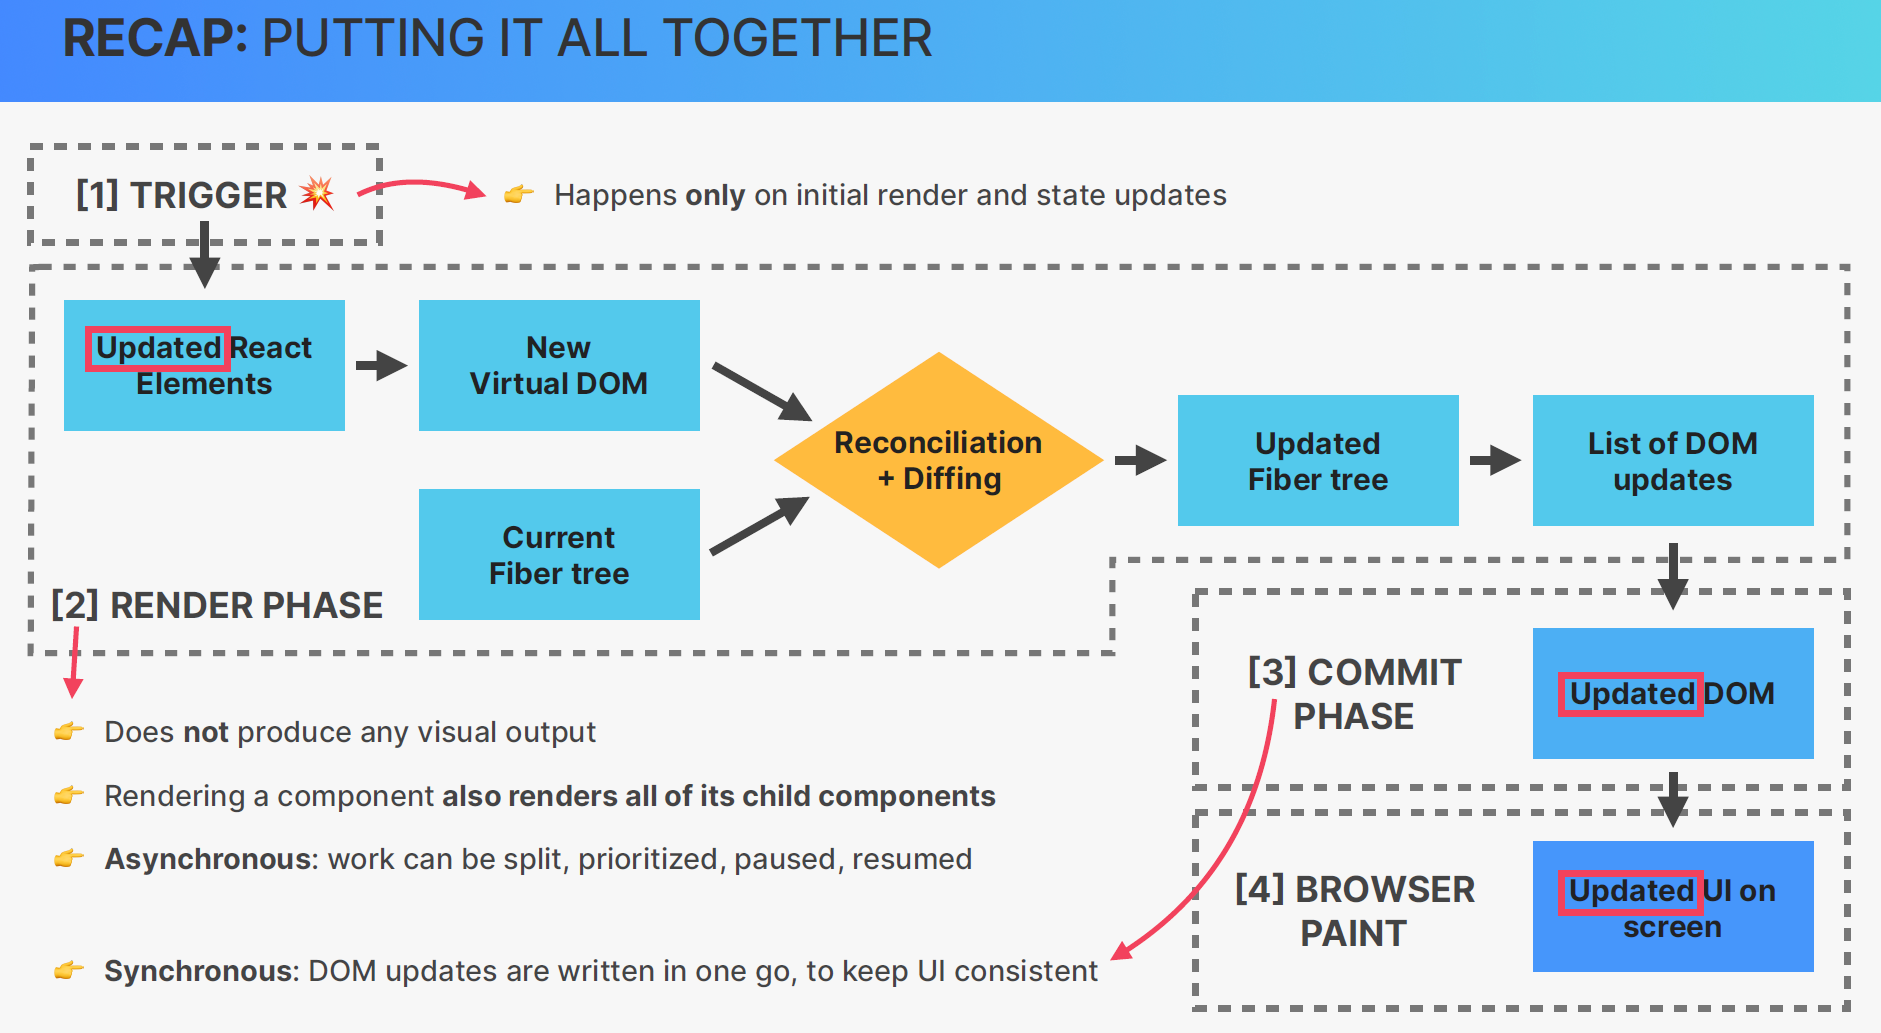 RECAP: PUTTING IT ALL TOGETHER
[1] TRIGGER 💥
👉 Happens only on initial render and state updates
Updated React
Elements
New
Virtual DOM
Current
Fiber tree
Reconciliation
+ Diffing
Updated
Fiber tree
List of DOM
updates
[2] RENDER PHASE
👉 Does not produce any visual output
👉 Rendering a component also renders all of its child components
👉 Asynchronous: work can be split, prioritized, paused, resumed
[3] COMMIT
PHASE
Updated DOM
👉 Synchronous: DOM updates are written in one go, to keep UI consistent
[4] BROWSER
PAINT
Updated UI on
screen